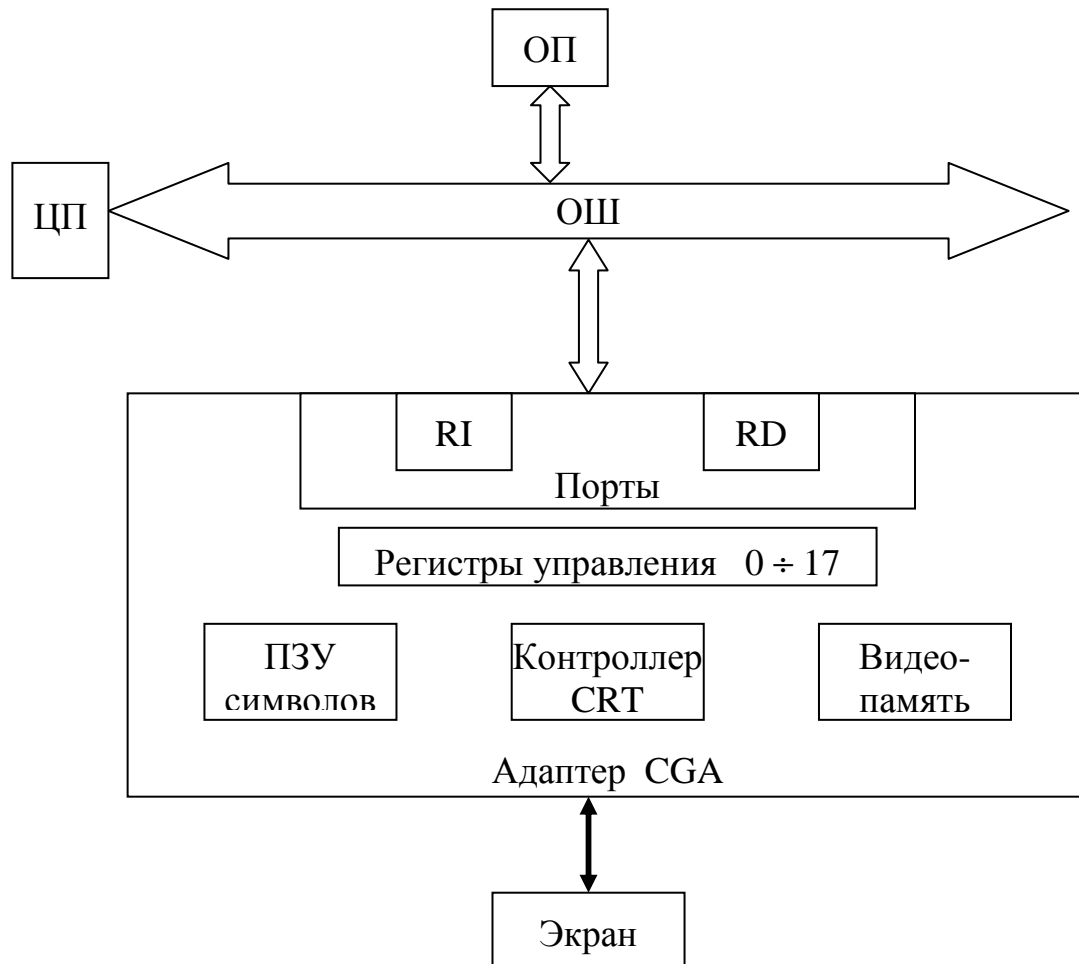 ОП
ЦП
ОШ
RI
RD
Порты
Регистры управления 0 ÷ 17
ПЗУ
символов
Контроллер
CRT
Видео-
память
Адаптер CGA
Экран